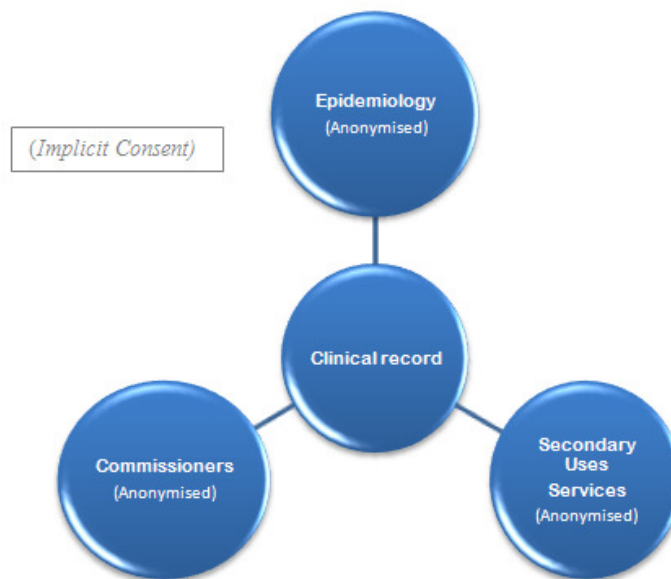 Epidemiology
(Anonymised)
(Implicit Consent)
Clinical record
Commissioners
(Anonymised)
Secondary
Uses
Services
(Anonymised)